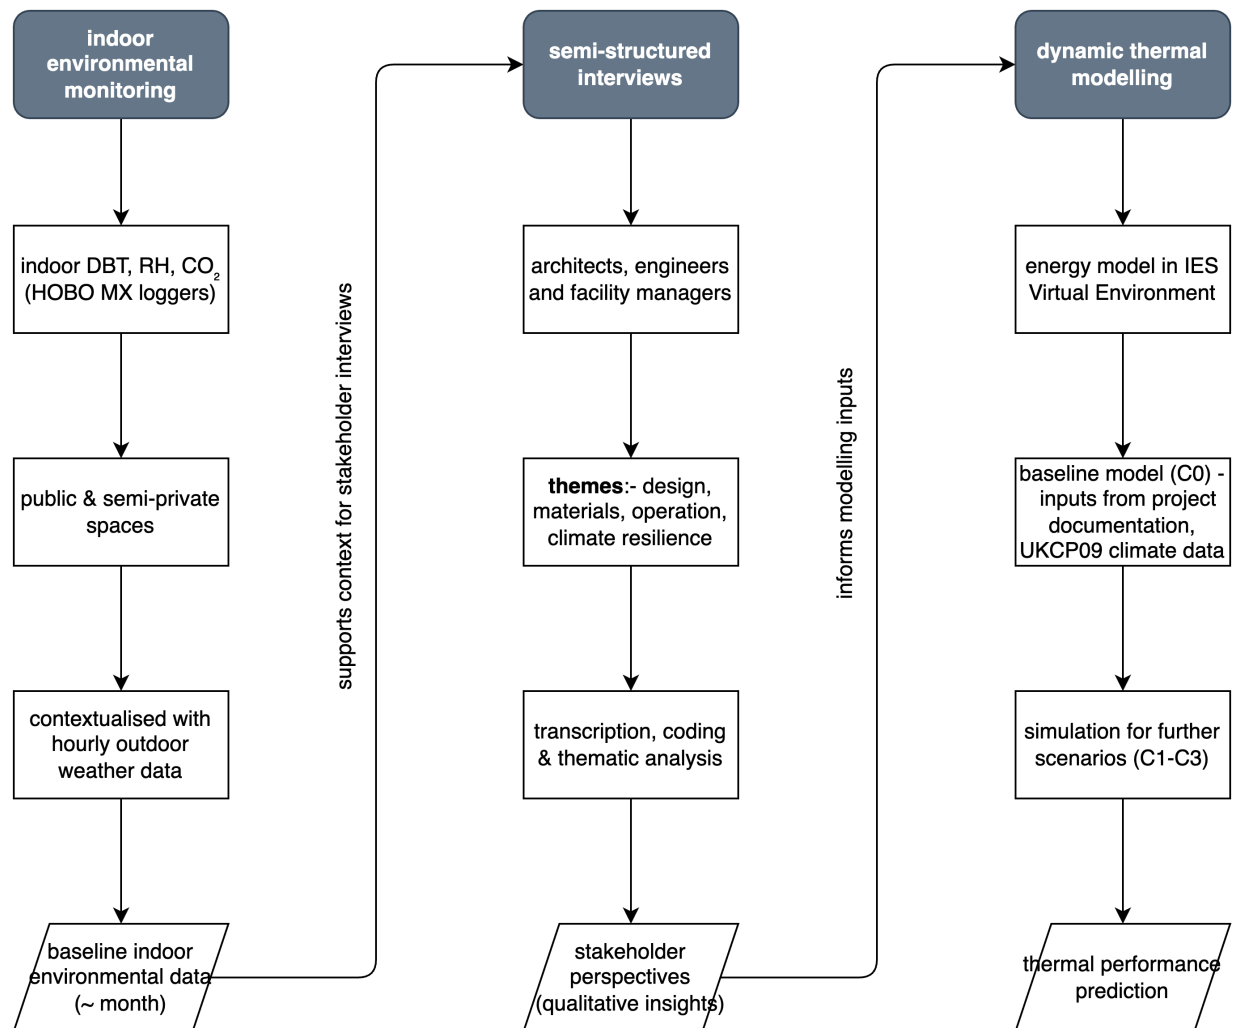 indoor
environmental
monitoring
indoor DBT, RH, CO₂
(HOBO MX loggers)
public & semi-private
spaces
contextualised with
hourly outdoor
weather data
baseline indoor
environmental data
(~ month)
supports context for stakeholder interviews
semi-structured
interviews
architects, engineers
and facility managers
themes:- design,
materials, operation,
climate resilience
transcription, coding
& thematic analysis
stakeholder
perspectives
(qualitative insights)
informs modelling inputs
dynamic thermal
modelling
energy model in IES
Virtual Environment
baseline model (C0) -
inputs from project
documentation,
UKCP09 climate data
simulation for further
scenarios (C1-C3)
thermal performance
prediction